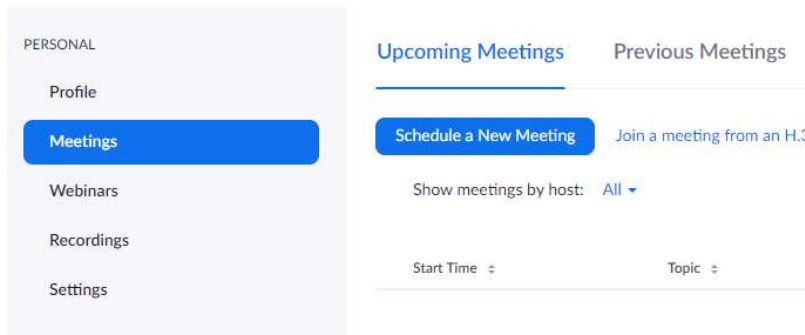 PERSONAL
Profile
Meetings
Webinars
Recordings
Settings
Upcoming Meetings Previous Meetings
Schedule a New Meeting Join a meeting from an H.3
Show meetings by host: All
Start Time Topic